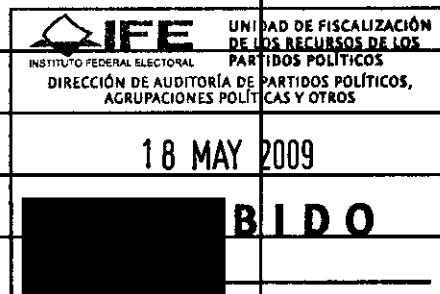 IFE
INSTITUTO FEDERAL ELECTORAL
UNIDAD DE FISCALIZACIÓN
DE LOS RECURSOS DE LOS
PARTIDOS POLÍTICOS
DIRECCIÓN DE AUDITORÍA DE PARTIDOS POLÍTICOS,
AGRUPACIONES POLÍTICAS Y OTROS
18 MAY 2009
BIDO